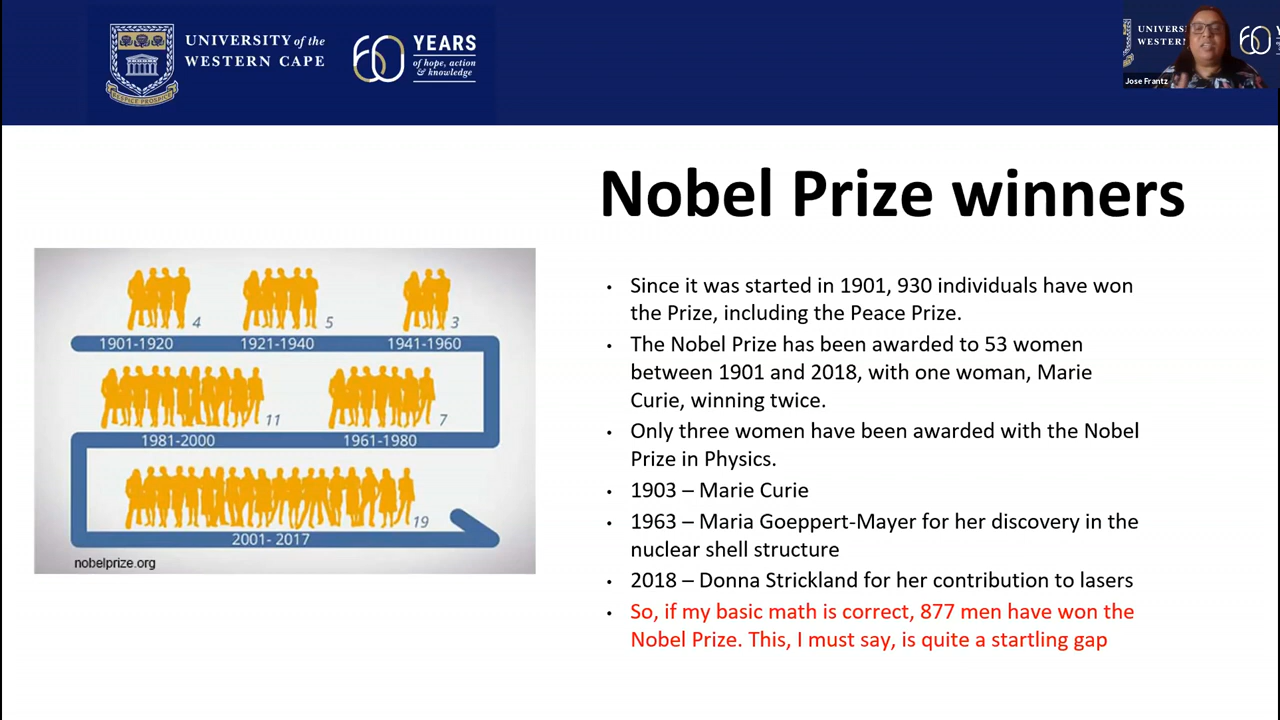 UNIVERSITY of the
WESTERN CAPE
60 YEARS
of hope, action
& knowledge
UNIVERS
WESTERN
60
Jose Frantz
Nobel Prize winners
4
5
3
1901-1920
1921-1940
1941-1960
11
7
1981-2000
1961-1980
19
2001- 2017
nobelprize.org
• Since it was started in 1901, 930 individuals have won
the Prize, including the Peace Prize.
• The Nobel Prize has been awarded to 53 women
between 1901 and 2018, with one woman, Marie
Curie, winning twice.
• Only three women have been awarded with the Nobel
Prize in Physics.
• 1903 – Marie Curie
• 1963 – Maria Goeppert-Mayer for her discovery in the
nuclear shell structure
• 2018 – Donna Strickland for her contribution to lasers
• So, if my basic math is correct, 877 men have won the
Nobel Prize. This, I must say, is quite a startling gap